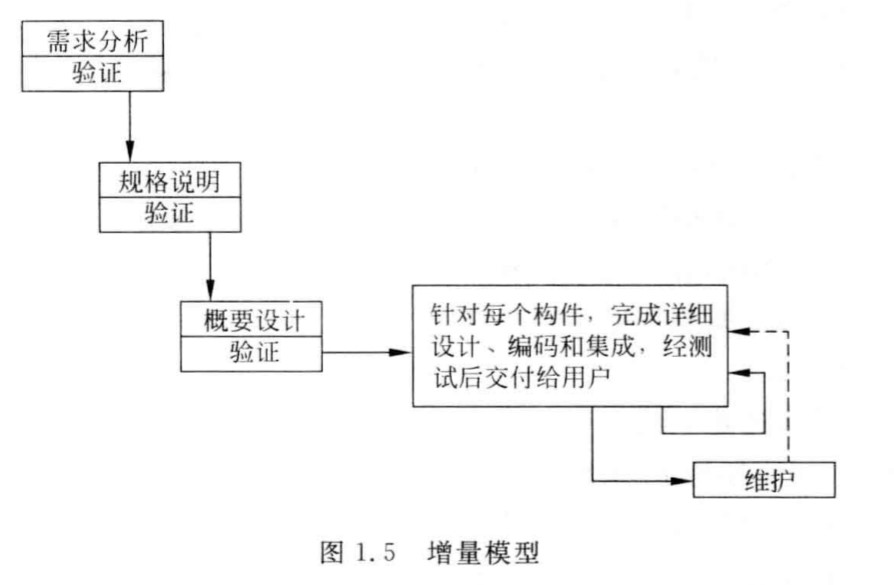 需求分析
验证
规格说明
验证
概要设计
验证
针对每个构件，完成详细
设计、编码和集成，经测
试后交付给用户
维护
图 1.5 增量模型